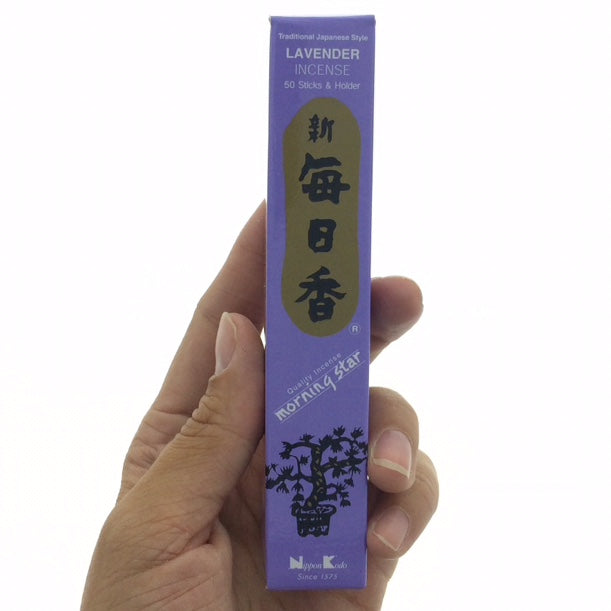 Traditional Japanese Style
LAVENDER
INCENSE
50 Sticks & Holder
新
毎
日
香
®
Quality Incense
morning star
Nippon Kodo
Since 1575